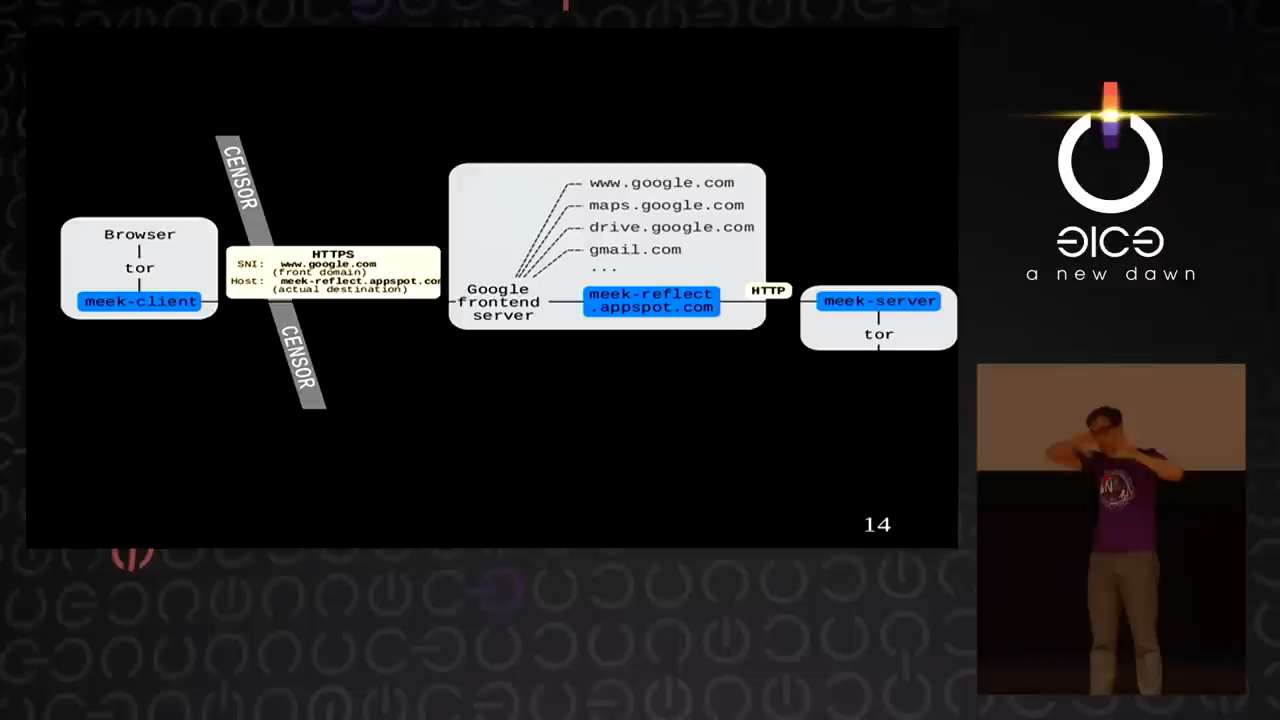 CENSOR
Browser
tor
meek-client
HTTPS
SNI: www.google.com
(front domain)
Host: meek-reflect.appspot.com
(actual destination)
CENSOR
www.google.com
maps.google.com
drive.google.com
gmail.com
...
Google
frontend
server
meek-reflect
.appspot.com
HTTP
meek-server
tor
14
31C3
a new dawn